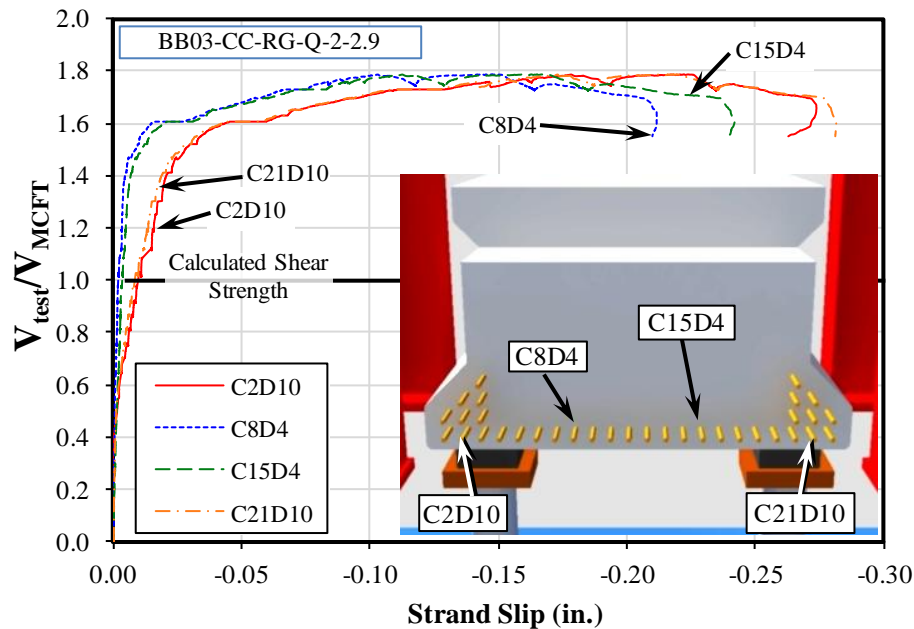 BB03-CC-RG-Q-2-2.9
V_test/V_MCFT
2.0
1.8
1.6
1.4
1.2
1.0
0.8
0.6
0.4
0.2
0.0
C15D4
C8D4
C21D10
C2D10
Calculated Shear
Strength
C15D4
C8D4
C2D10
C21D10
C2D10
C8D4
C15D4
C21D10
0.00 -0.05 -0.10 -0.15 -0.20 -0.25 -0.30
Strand Slip (in.)